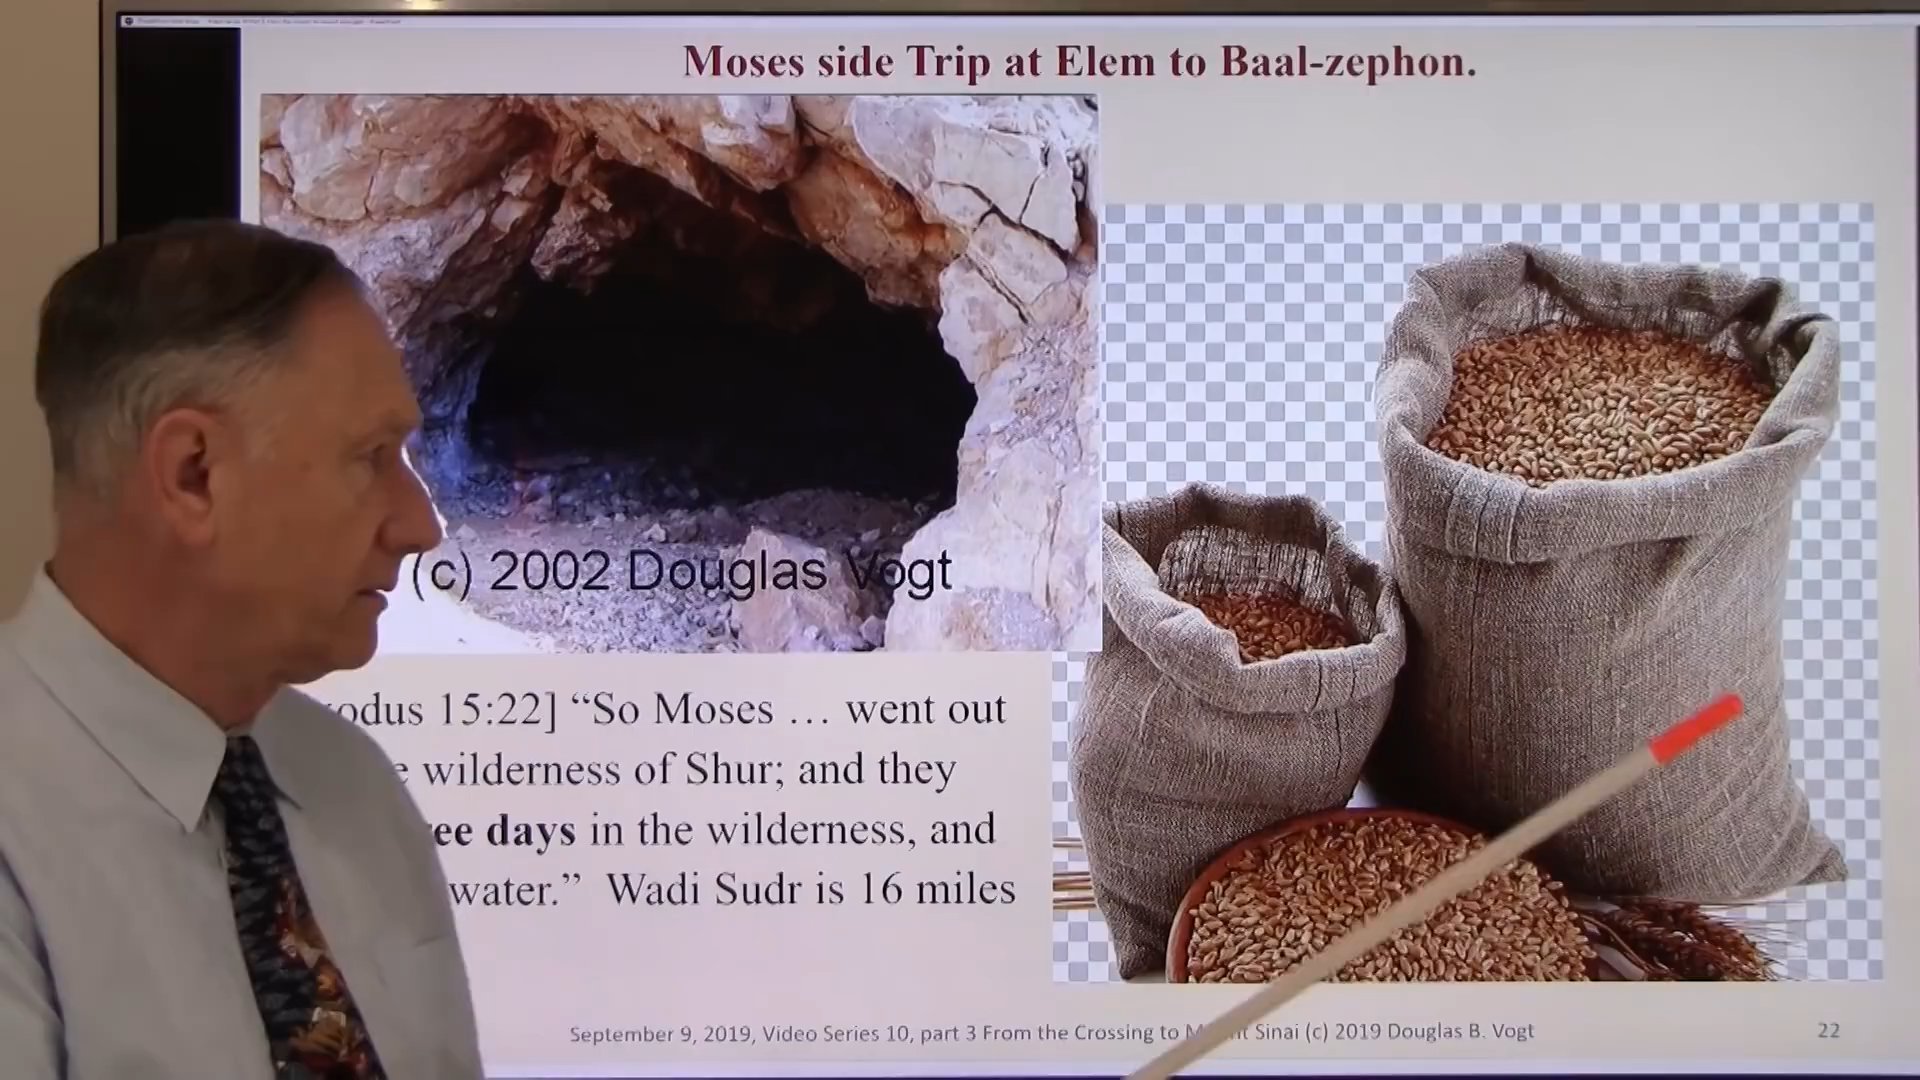 Moses side Trip at Elem to Baal-zephon.
(c) 2002 Douglas Vogt
odus 15:22] “So Moses … went out
e wilderness of Shur; and they
ee days in the wilderness, and
water.” Wadi Sudr is 16 miles
September 9, 2019, Video Series 10, part 3 From the Crossing to Sinai (c) 2019 Douglas B. Vogt
22